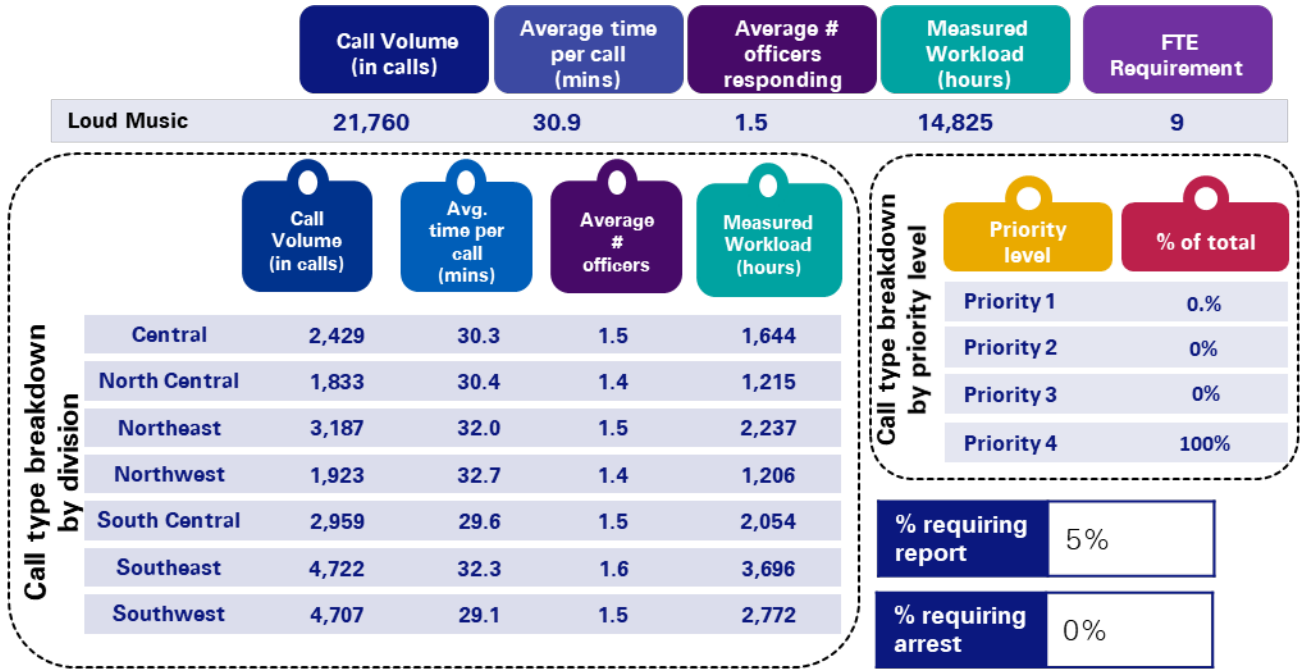 Call Volume
(in calls)
Average time
per call
(mins)
Average #
officers
responding
Measured
Workload
(hours)
FTE
Requirement
Loud Music 21,760 30.9 1.5 14,825 9
Call type breakdown
by division
Call
Volume
(in calls)
Avg.
time per
call
(mins)
Average
#
officers
Measured
Workload
(hours)
Central 2,429 30.3 1.5 1,644
North Central 1,833 30.4 1.4 1,215
Northeast 3,187 32.0 1.5 2,237
Northwest 1,923 32.7 1.4 1,206
South Central 2,959 29.6 1.5 2,054
Southeast 4,722 32.3 1.6 3,696
Southwest 4,707 29.1 1.5 2,772
Call type breakdown
by priority level
Priority
level
% of total
Priority 1 0.%
Priority 2 0%
Priority 3 0%
Priority 4 100%
% requiring
report
5%
% requiring
arrest
0%